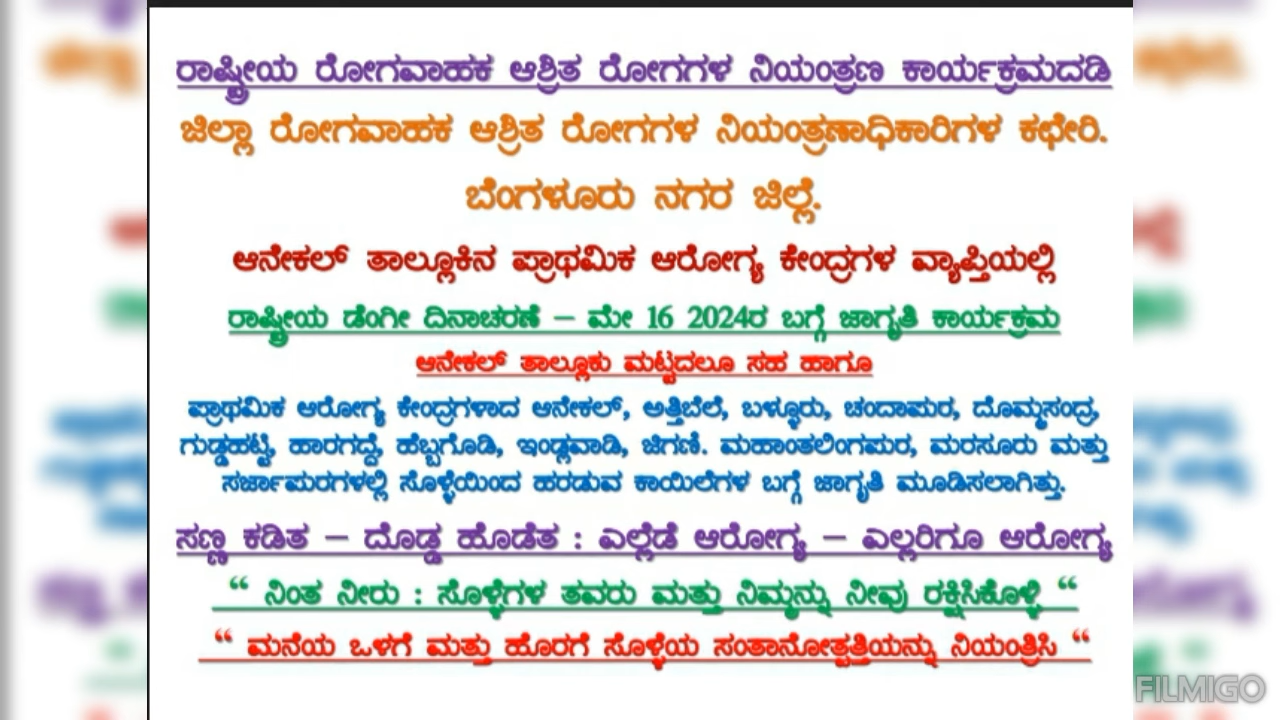 ರಾಷ್ಟ್ರೀಯ ರೋಗವಾಹಕ ಆಶ್ರಿತ ರೋಗಗಳ ನಿಯಂತ್ರಣ ಕಾರ್ಯಕ್ರಮದಡಿ
ಜಿಲ್ಲಾ ರೋಗವಾಹಕ ಆಶ್ರಿತ ರೋಗಗಳ ನಿಯಂತ್ರಣಾಧಿಕಾರಿಗಳ ಕಛೇರಿ.
ಬೆಂಗಳೂರು ನಗರ ಜಿಲ್ಲೆ.
ಆನೇಕಲ್ ತಾಲ್ಲೂಕಿನ ಪ್ರಾಥಮಿಕ ಆರೋಗ್ಯ ಕೇಂದ್ರಗಳ ವ್ಯಾಪ್ತಿಯಲ್ಲಿ
ರಾಷ್ಟ್ರೀಯ ಡೆಂಗೀ ದಿನಾಚರಣೆ – ಮೇ 16 2024ರ ಬಗ್ಗೆ ಜಾಗೃತಿ ಕಾರ್ಯಕ್ರಮ
ಆನೇಕಲ್ ತಾಲ್ಲೂಕು ಮಟ್ಟದಲೂ ಸಹ ಹಾಗೂ
ಪ್ರಾಥಮಿಕ ಆರೋಗ್ಯ ಕೇಂದ್ರಗಳಾದ ಆನೇಕಲ್, ಅತ್ತಿಬೆಲೆ, ಬಳ್ಳೂರು, ಚಂದಾಪುರ, ದೊಮ್ಮಸಂದ್ರ,
ಗುಡ್ಡಹಟ್ಟಿ, ಹಾರಗದ್ದೆ, ಹೆಬ್ಬಗೊಡಿ, ಇಂಡ್ಲವಾಡಿ, ಜಿಗಣಿ. ಮಹಾಂತಲಿಂಗಪುರ, ಮರಸೂರು ಮತ್ತು
ಸರ್ಜಾಪುರಗಳಲ್ಲಿ ಸೊಳ್ಳೆಯಿಂದ ಹರಡುವ ಕಾಯಿಲೆಗಳ ಬಗ್ಗೆ ಜಾಗೃತಿ ಮೂಡಿಸಲಾಗಿತ್ತು.
ಸಣ್ಣ ಕಡಿತ – ದೊಡ್ಡ ಹೊಡೆತ : ಎಲ್ಲೆಡೆ ಆರೋಗ್ಯ – ಎಲ್ಲರಿಗೂ ಆರೋಗ್ಯ
“ ನಿಂತ ನೀರು : ಸೊಳ್ಳೆಗಳ ತವರು ಮತ್ತು ನಿಮ್ಮನ್ನು ನೀವು ರಕ್ಷಿಸಿಕೊಳ್ಳಿ “
“ ಮನೆಯ ಒಳಗೆ ಮತ್ತು ಹೊರಗೆ ಸೊಳ್ಳೆಯ ಸಂತಾನೋತ್ಪತ್ತಿಯನ್ನು ನಿಯಂತ್ರಿಸಿ “
FILMIGO